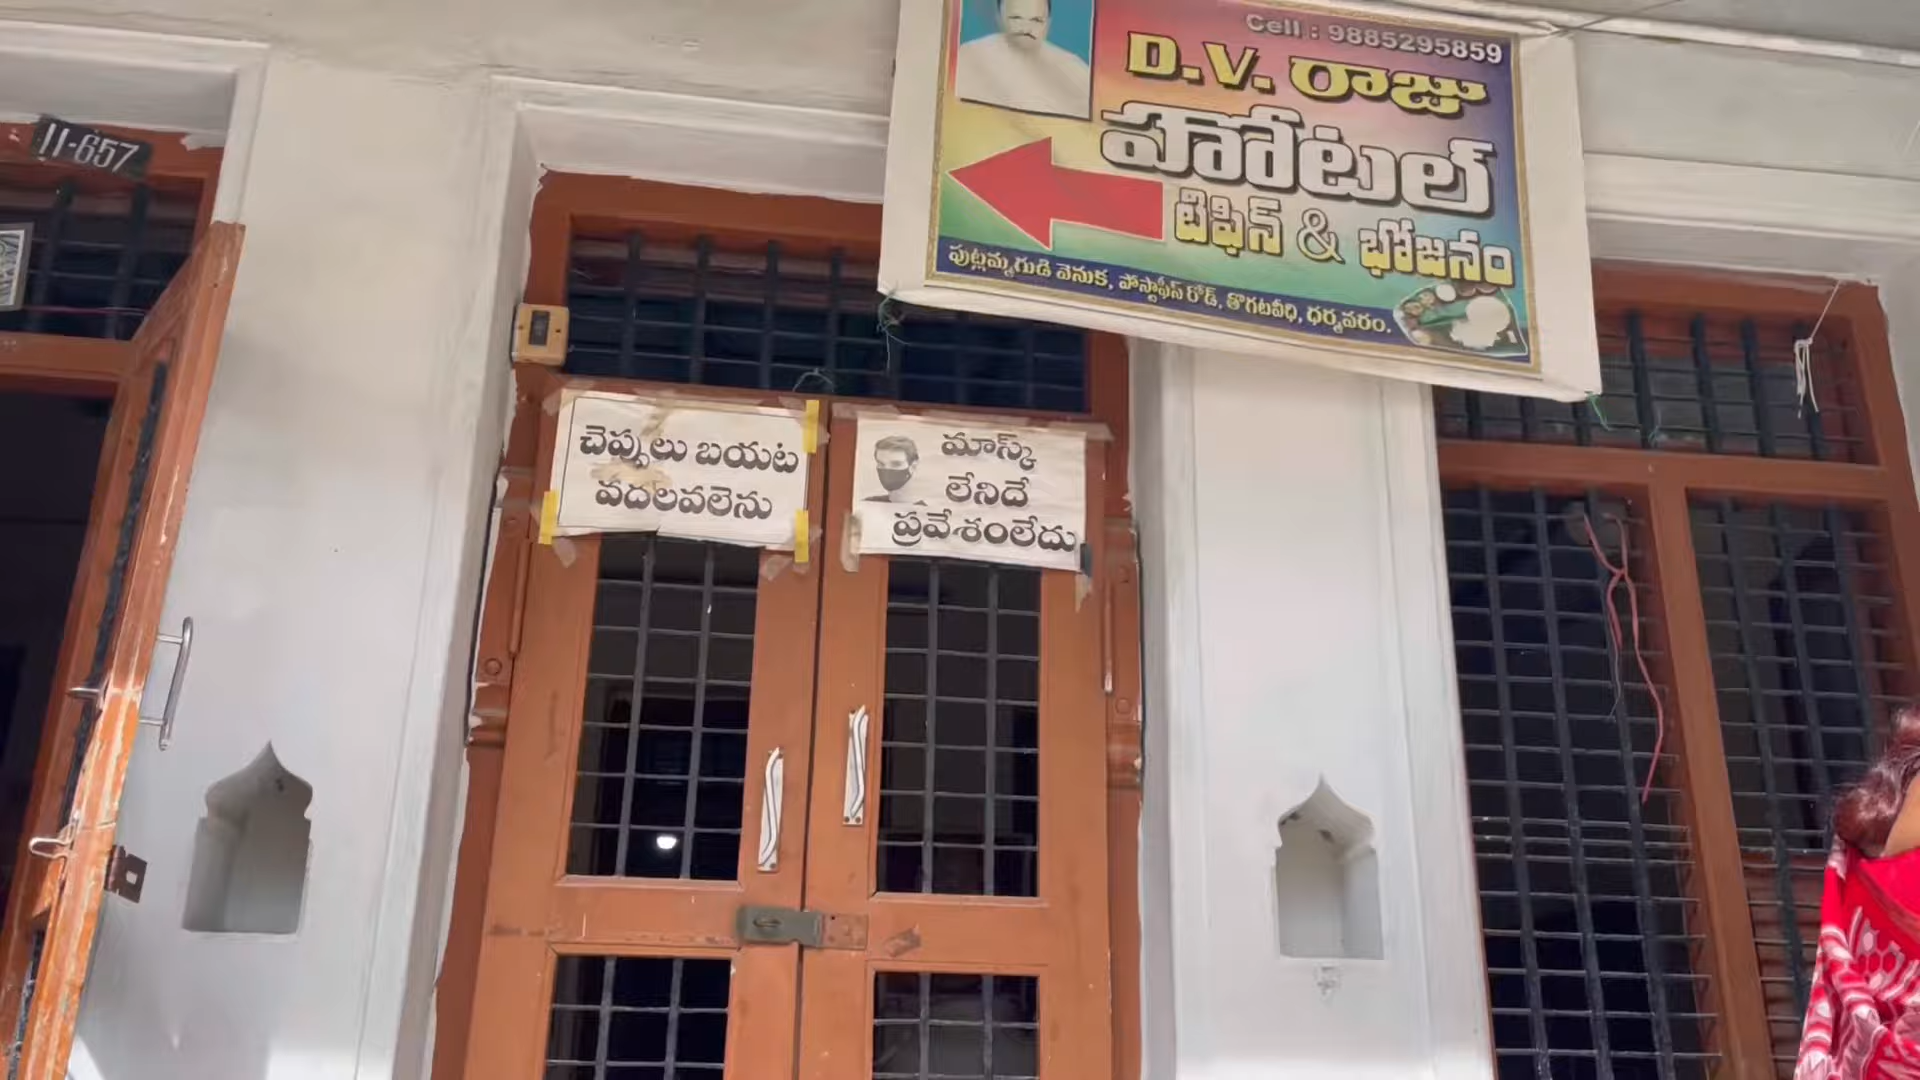 11-657
Cell : 9885295859
D.V. రాజు
హోటల్
టిఫిన్ & భోజనం
పుట్లమ్మగుడి వెనుక, పోస్టాఫీస్ రోడ్, తొగటవీధి, ధర్మవరం.
చెప్పులు బయట
వదలవలెను
మాస్క్
లేనిదే
ప్రవేశంలేదు